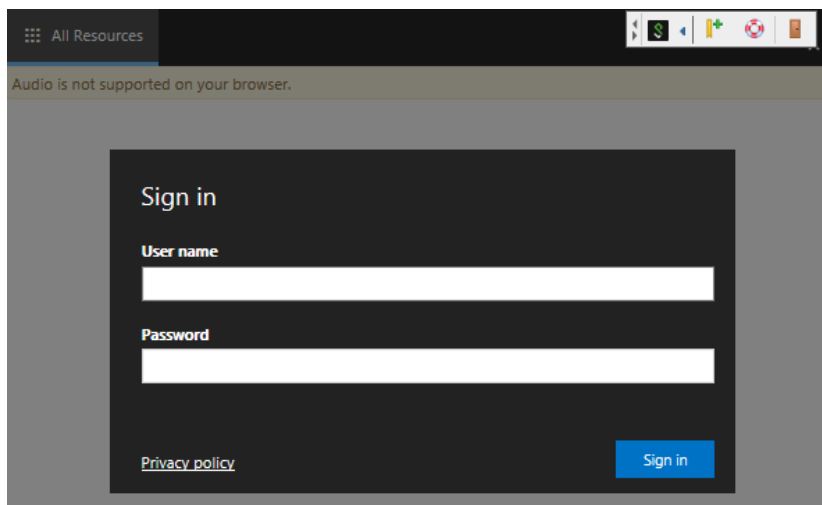 All Resources
Audio is not supported on your browser.
Sign in
User name
Password
Privacy policy
Sign in